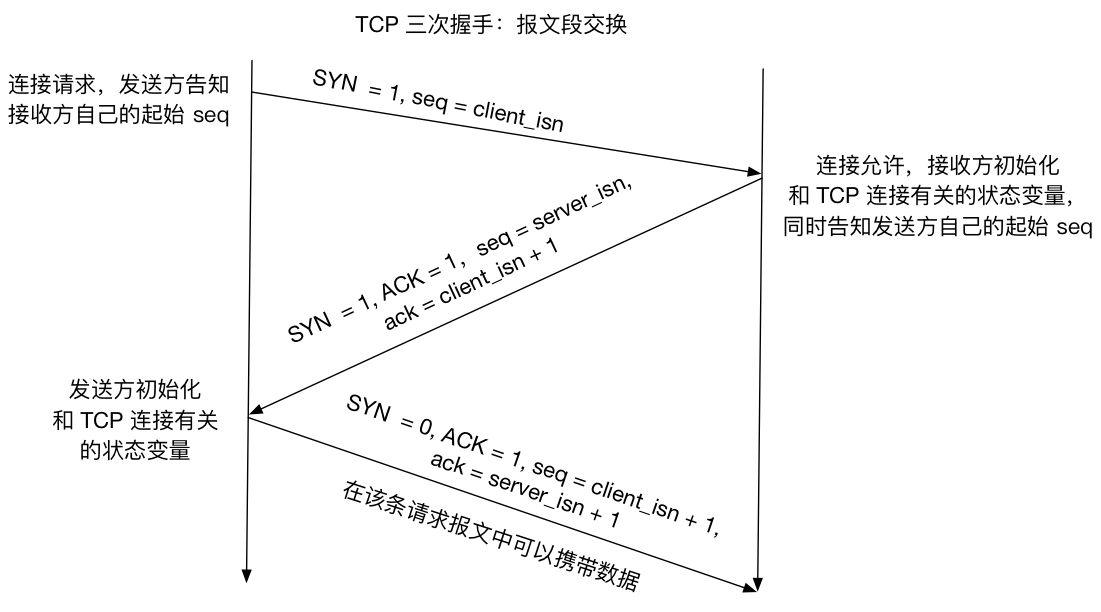 TCP 三次握手：报文段交换
连接请求，发送方告知
接收方自己的起始 seq
SYN = 1, seq = client_isn
连接允许，接收方初始化
和 TCP 连接有关的状态变量，
同时告知发送方自己的起始 seq
SYN = 1, ACK = 1, seq = server_isn,
ack = client_isn + 1
发送方初始化
和 TCP 连接有关
的状态变量
SYN = 0, ACK = 1, seq = client_isn + 1,
ack = server_isn + 1
在该条请求报文中可以携带数据